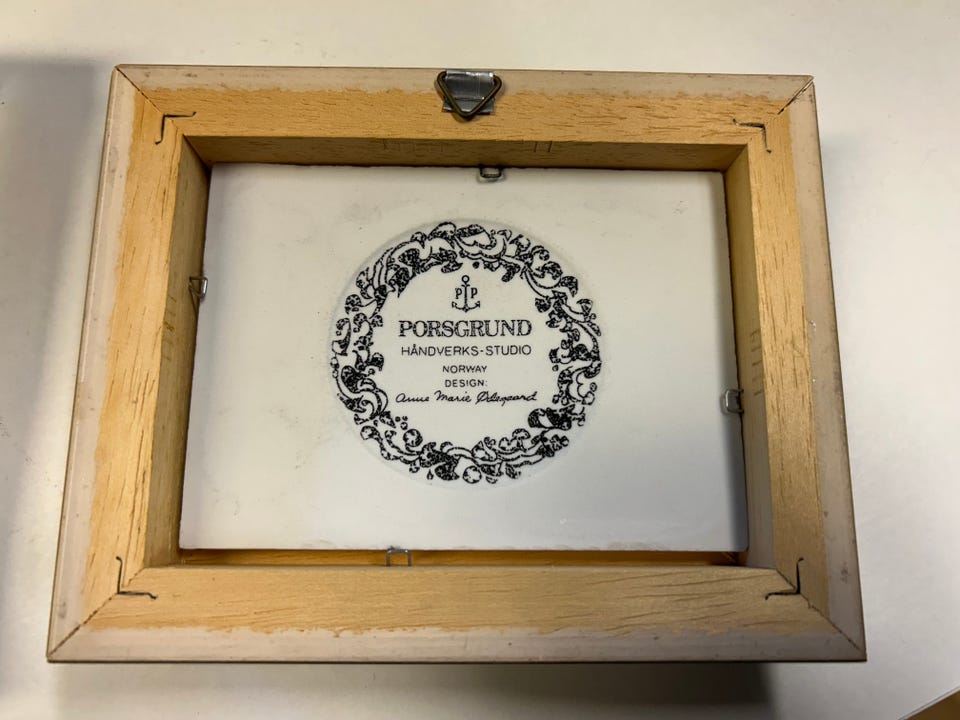 P P
PORSGRUND
HÅNDVERKS-STUDIO
NORWAY
DESIGN:
Anne Marie Ødegaard